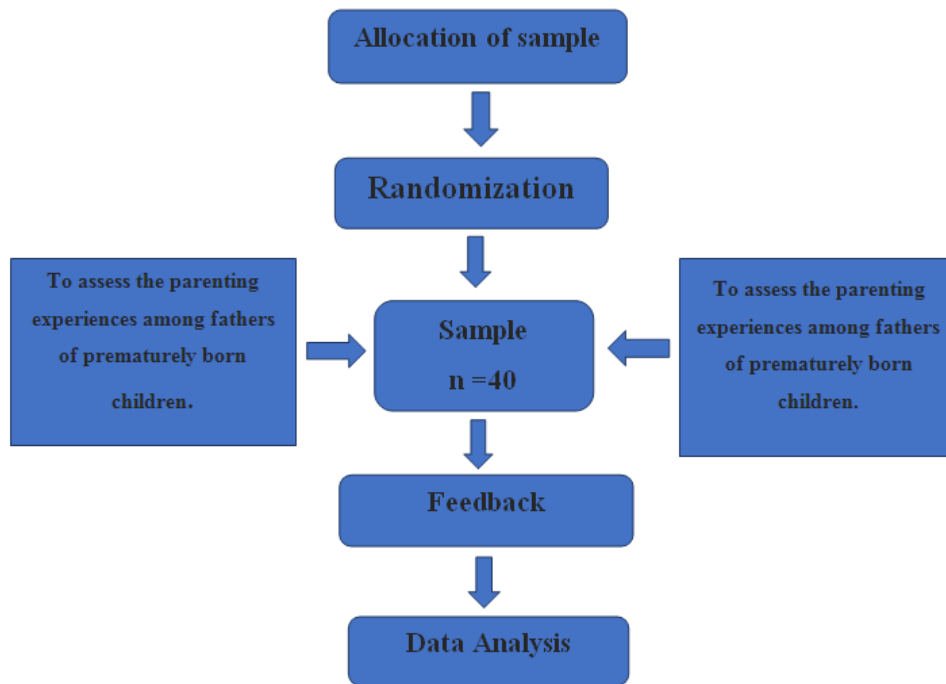 Allocation of sample
Randomization
To assess the parenting
experiences among fathers
of prematurely born
children.
Sample
n =40
To assess the parenting
experiences among fathers
of prematurely born
children.
Feedback
Data Analysis